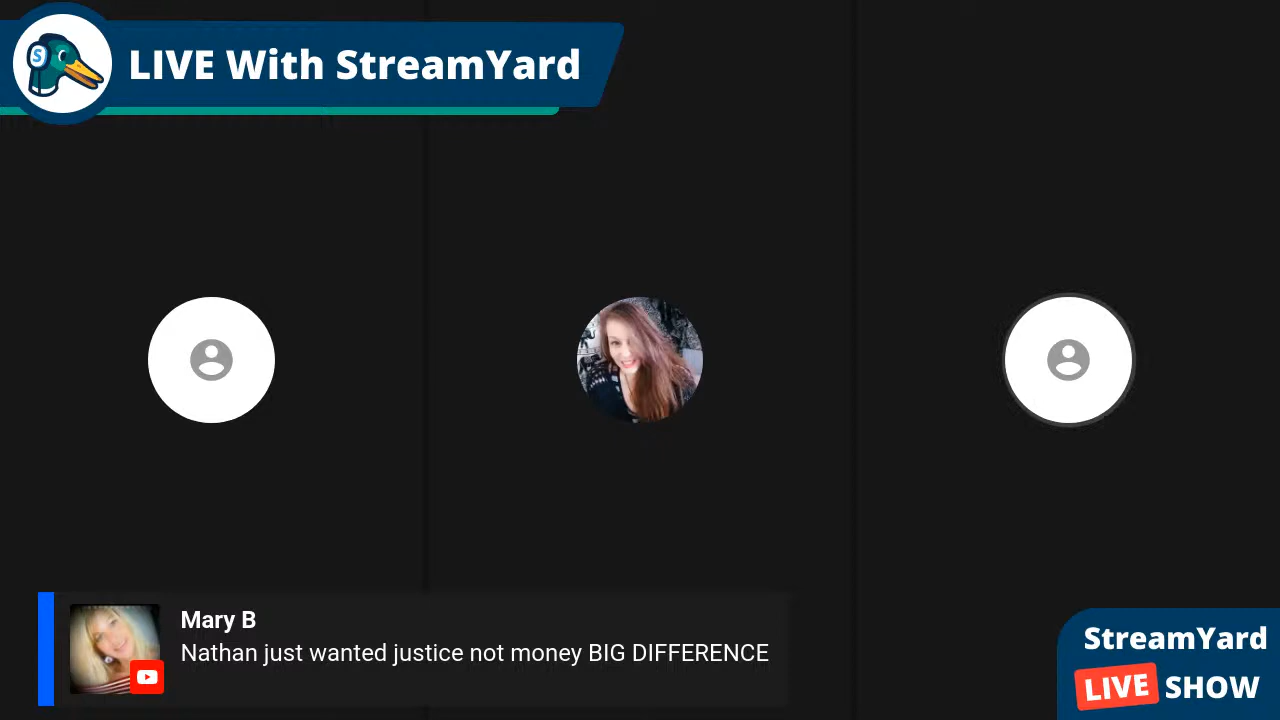 S
LIVE With StreamYard
Mary B
Nathan just wanted justice not money BIG DIFFERENCE
StreamYard
LIVE SHOW